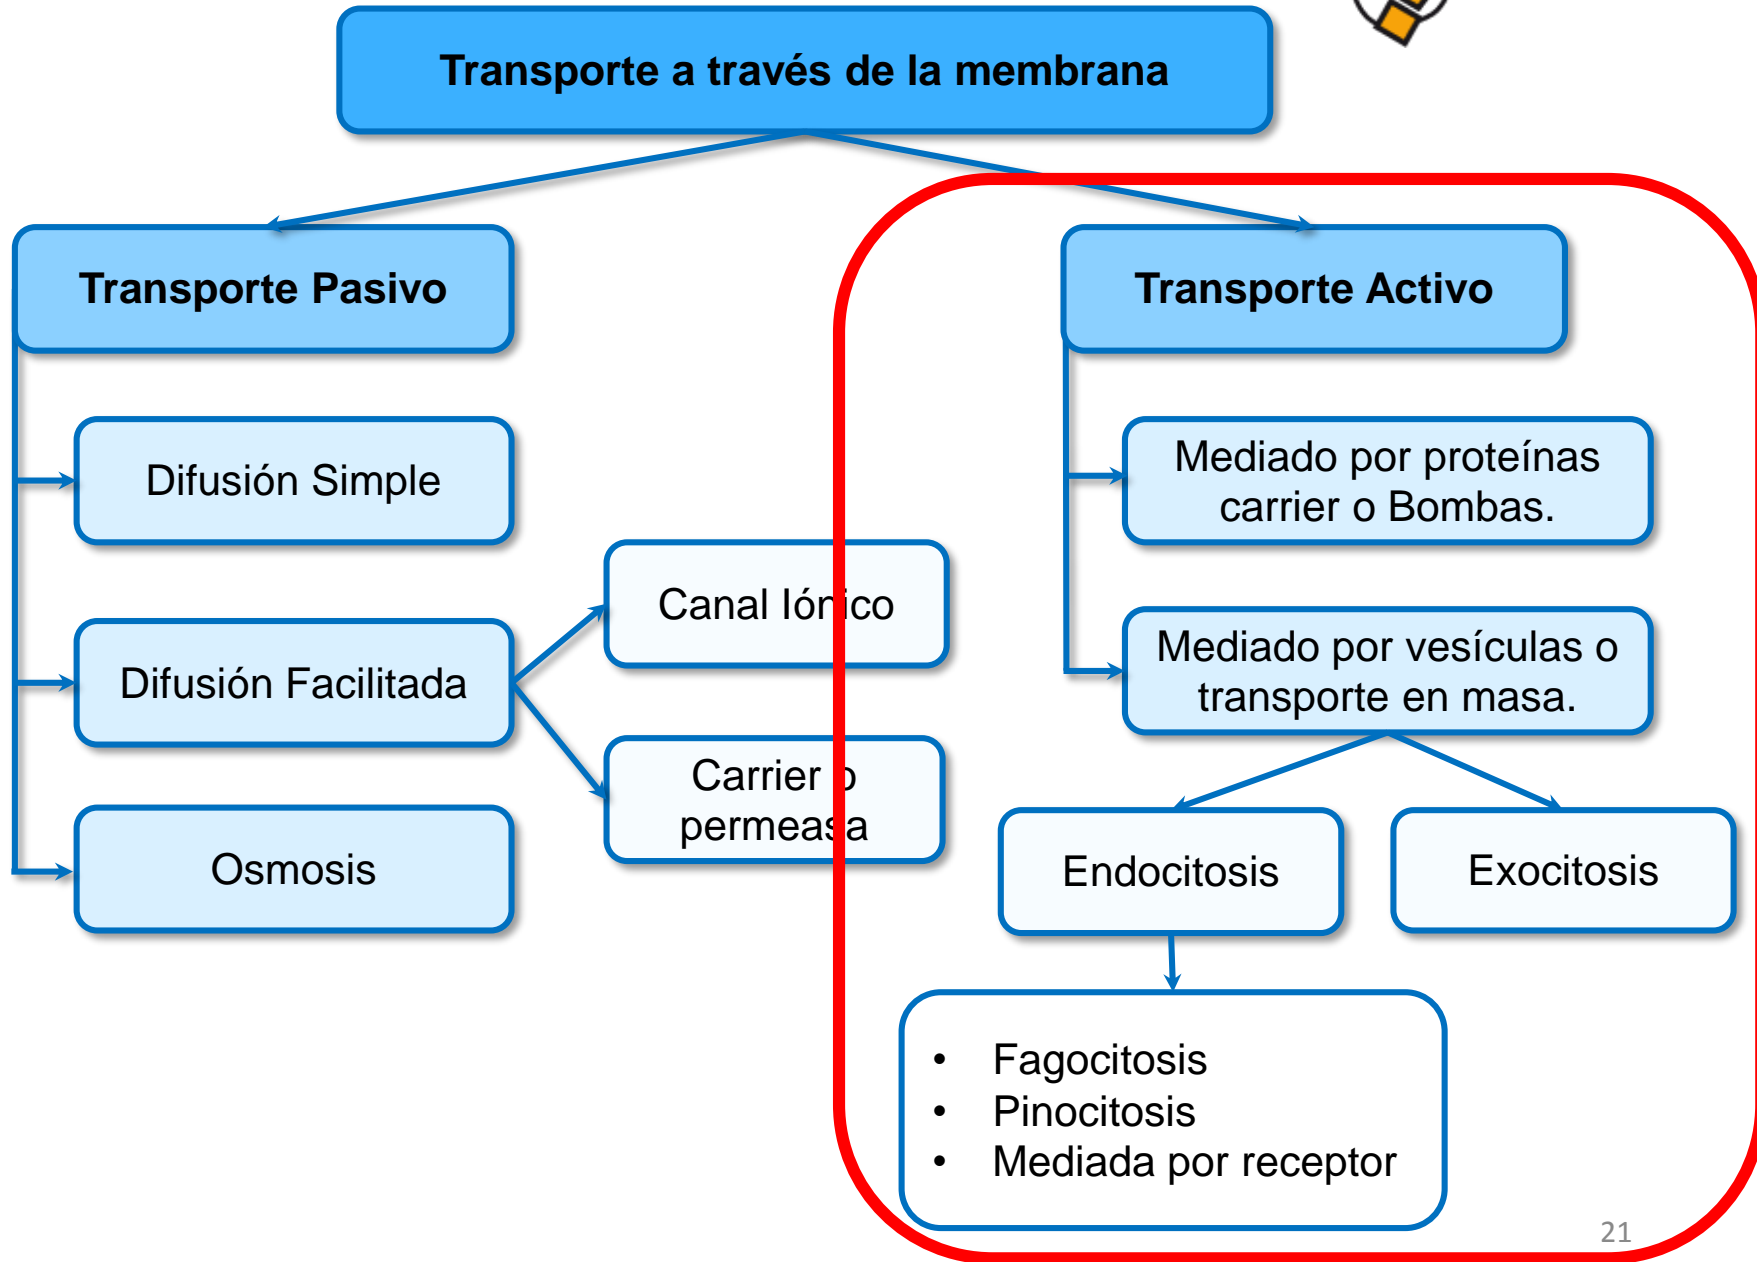 Transporte a través de la membrana
Transporte Pasivo
Difusión Simple
Difusión Facilitada
Canal Iónico
Carrier o
permeasa
Osmosis
Transporte Activo
Mediado por proteínas
carrier o Bombas.
Mediado por vesículas o
transporte en masa.
Endocitosis
Exocitosis
• Fagocitosis
• Pinocitosis
• Mediada por receptor
21